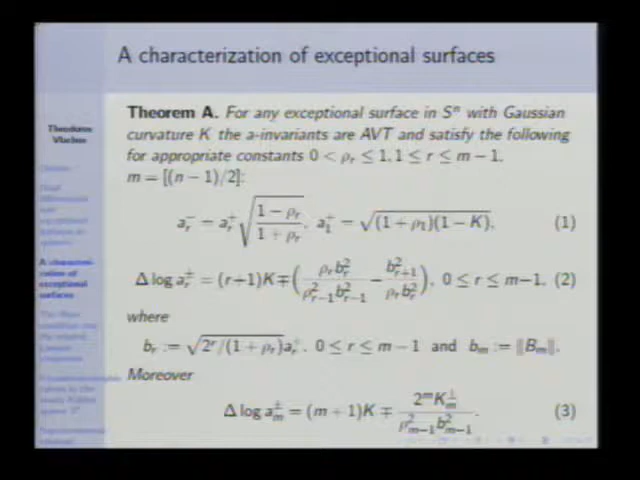 A characterization of exceptional surfaces
Theodoros
Vlachos
Theorem A. For any exceptional surface in Sⁿ with Gaussian
curvature K the a-invariants are AVT and satisfy the following
for appropriate constants 0 < ρ_r ≤ 1, 1 ≤ r ≤ m − 1,
m = [(n − 1)/2]:
a_r^- = a_r^+ √((1 − ρ_r)/(1 + ρ_r)), a_1^+ = √((1 + ρ_1)(1 − K)), (1)
A characteri-
zation of
exceptional
surfaces
Δ log a_r^+ = (r+1)K ∓ (ρ_r b_r^2/(ρ_{r−1}^2 b_{r−1}^2) − b_{r+1}^2/(ρ_r b_r^2)), 0 ≤ r ≤ m−1, (2)
where
b_r := √(2^r/(1 + ρ_r)) a_r^+, 0 ≤ r ≤ m − 1 and b_m := ‖B_m‖.
Moreover
Δ log a_m^± = (m + 1)K ∓ 2^m K_m^⊥/(ρ_{m−1}^2 b_{m−1}^2). (3)